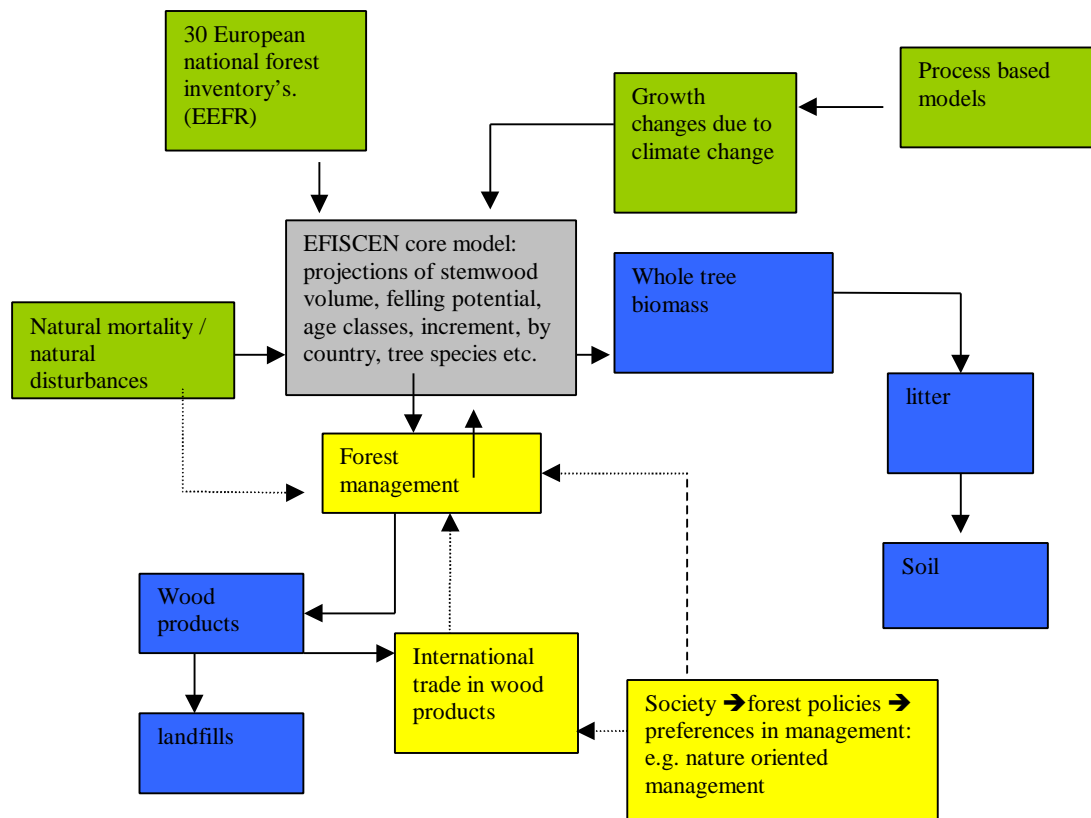 30 European
national forest
inventory's.
(EEFR)
Process based
models
Growth
changes due to
climate change
EFISCEN core model:
projections of stemwood
volume, felling potential,
age classes, increment, by
country, tree species etc.
Whole tree
biomass
Natural mortality /
natural
disturbances
litter
Forest
management
Soil
Wood
products
International
trade in wood
products
Society ➔forest policies ➔
preferences in management:
e.g. nature oriented
management
landfills